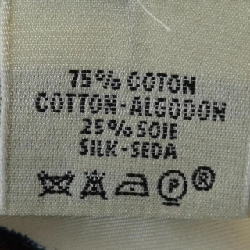 75% COTON
COTTON-ALGODON
25% SOIE
SILK-SEDA
P ®